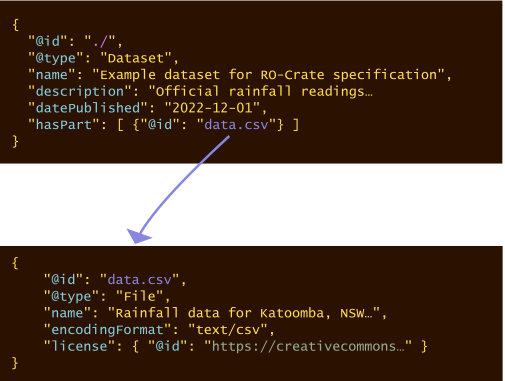 {
"@id": "./",
"@type": "Dataset",
"name": "Example dataset for RO-Crate specification",
"description": "Official rainfall readings…
"datePublished": "2022-12-01",
"hasPart": [ {"@id": "data.csv"} ]
}
{
"@id": "data.csv",
"@type": "File",
"name": "Rainfall data for Katoomba, NSW…",
"encodingFormat": "text/csv",
"license": { "@id": "https://creativecommons…" }
}